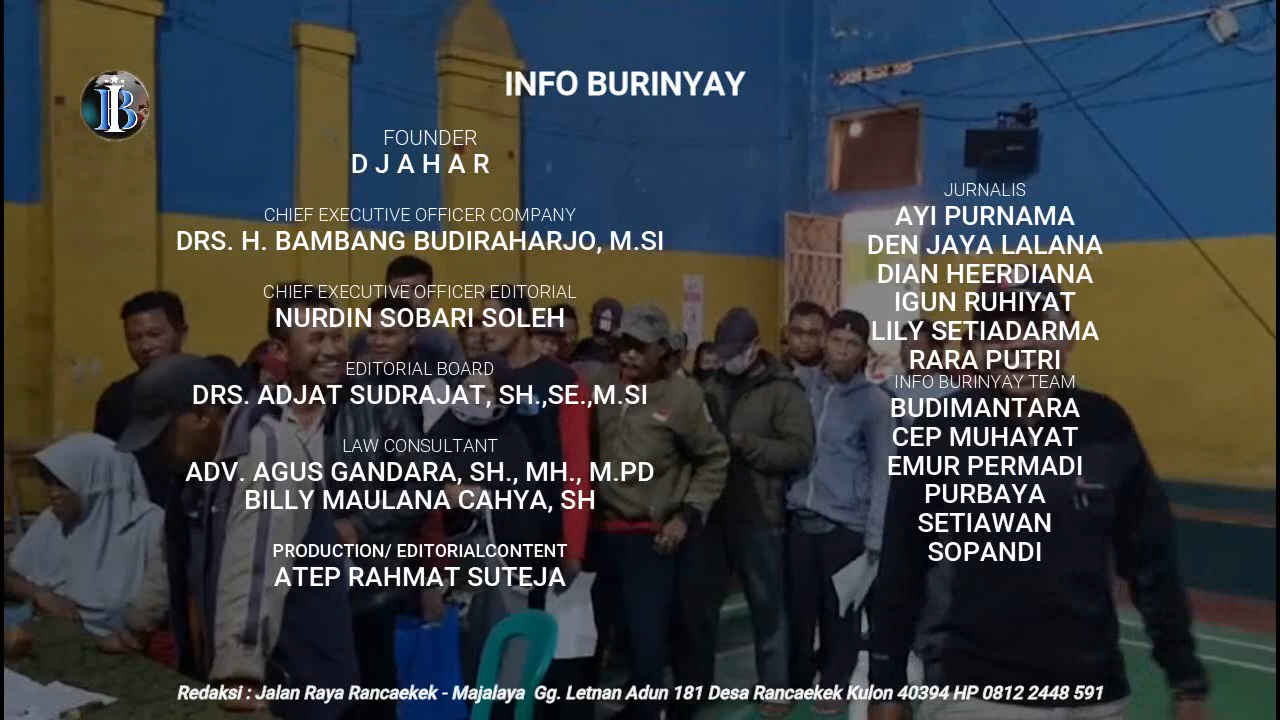 IB
INFO BURINYAY
FOUNDER
D J A H A R
CHIEF EXECUTIVE OFFICER COMPANY
DRS. H. BAMBANG BUDIRAHARJO, M.SI
CHIEF EXECUTIVE OFFICER EDITORIAL
NURDIN SOBARI SOLEH
EDITORIAL BOARD
DRS. ADJAT SUDRAJAT, SH.,SE.,M.SI
LAW CONSULTANT
ADV. AGUS GANDARA, SH., MH., M.PD
BILLY MAULANA CAHYA, SH
PRODUCTION/ EDITORIALCONTENT
ATEP RAHMAT SUTEJA
JURNALIS
AYI PURNAMA
DEN JAYA LALANA
DIAN HEERDIANA
IGUN RUHIYAT
LILY SETIADARMA
RARA PUTRI
INFO BURINYAY TEAM
BUDIMANTARA
CEP MUHAYAT
EMUR PERMADI
PURBAYA
SETIAWAN
SOPANDI
Redaksi : Jalan Raya Rancaekek - Majalaya Gg. Letnan Adun 181 Desa Rancaekek Kulon 40394 HP 0812 2448 591